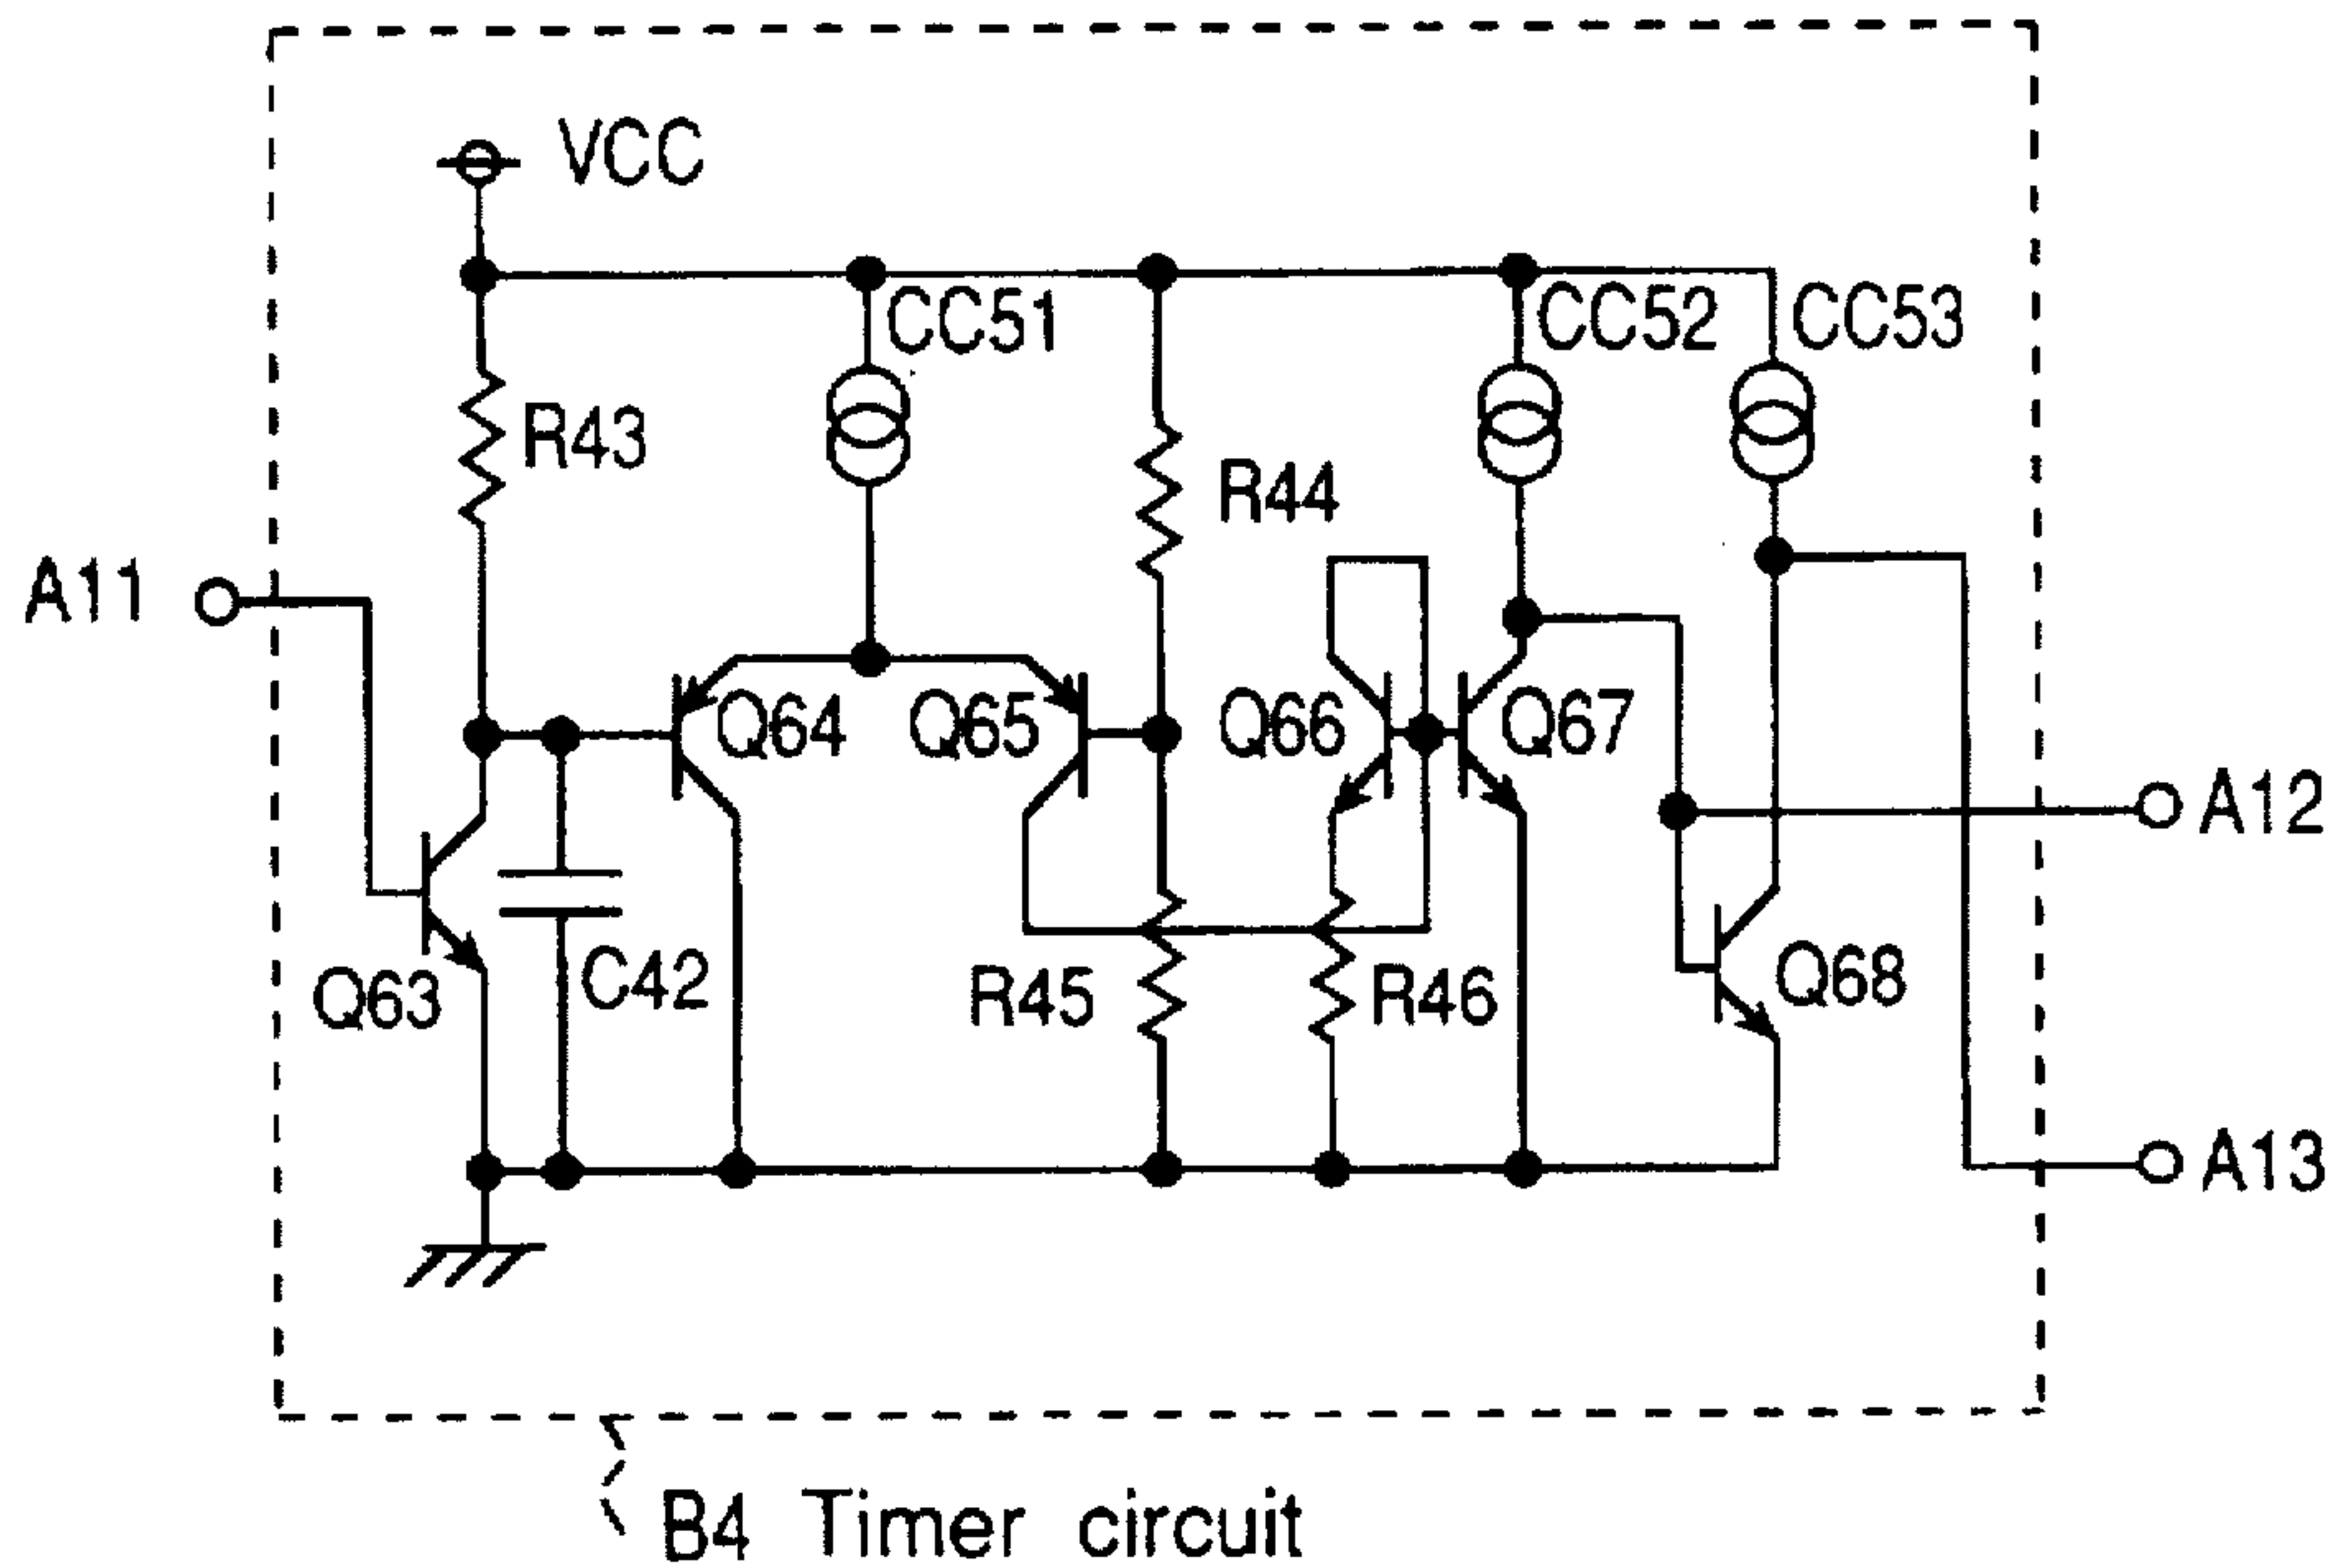 VCC
CC51
CC52
CC53
R43
R44
A11
Q64
Q65
Q66
Q67
A12
Q63
C42
R45
R46
Q68
A13
B4 Timer circuit